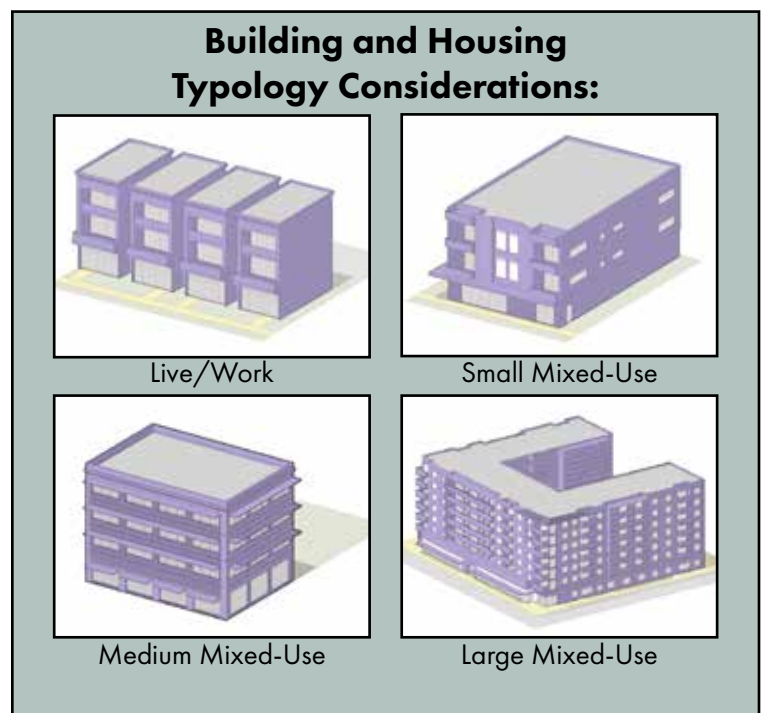 Building and Housing
Typology Considerations:
Live/Work
Small Mixed-Use
Medium Mixed-Use
Large Mixed-Use